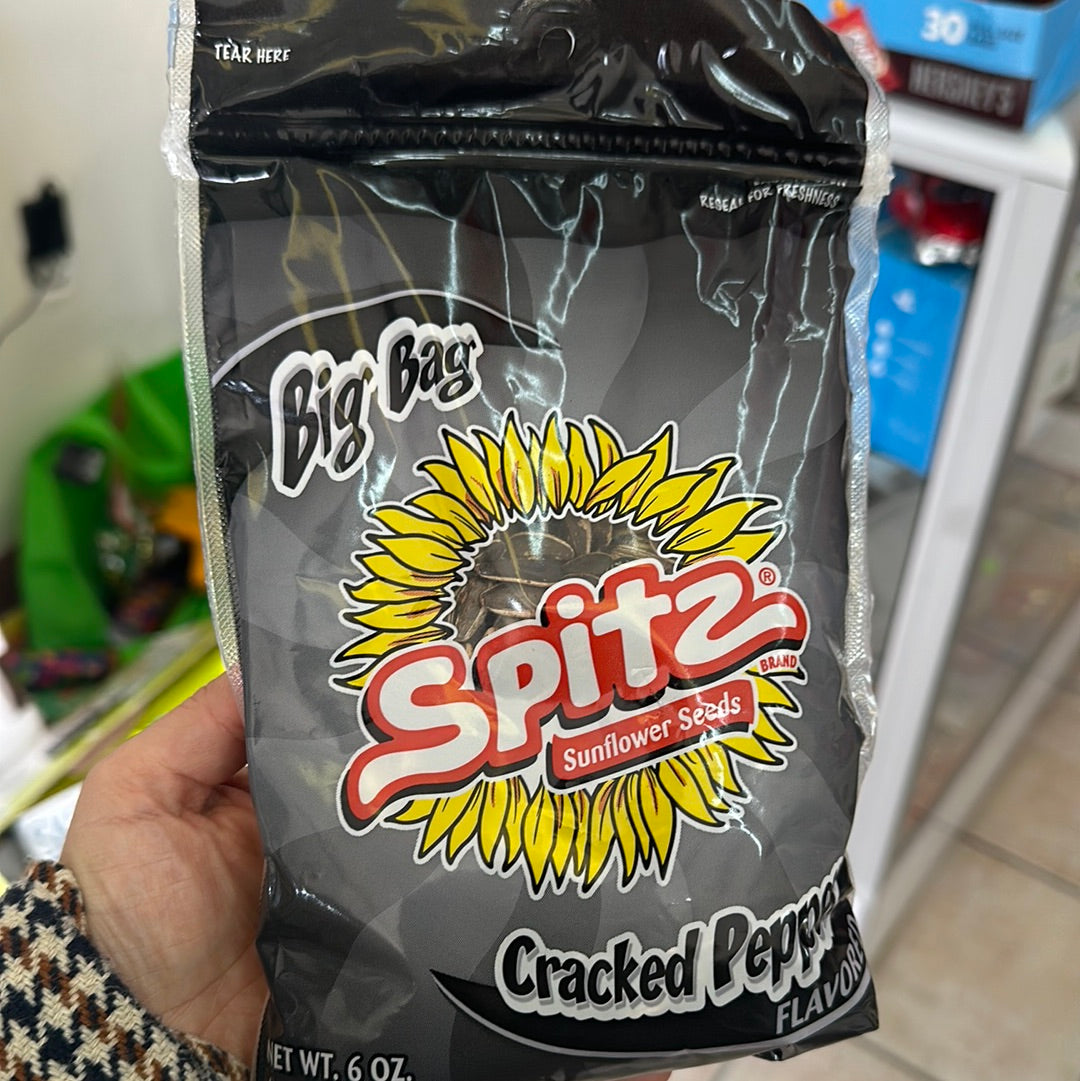 TEAR HERE
30
HERSHEY'S
RESEAL FOR FRESHNESS
Big Bag
Spitz®
BRAND
Sunflower Seeds
Cracked Pepper
FLAVORED
NET WT. 6 OZ.